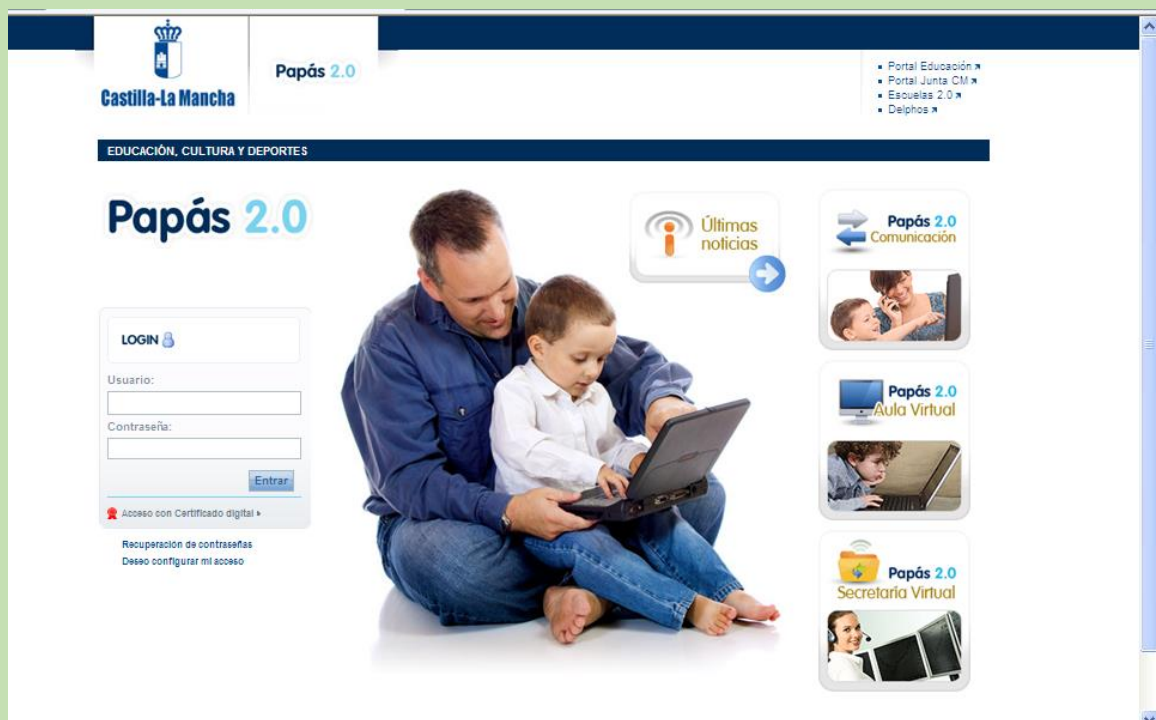 Castilla-La Mancha
Papás 2.0
Portal Educación
Portal Junta CM
Escuelas 2.0
Delphos
EDUCACIÓN, CULTURA Y DEPORTES
Papás 2.0
Últimas
noticias
Papás 2.0
Comunicación
LOGIN
Usuario:
Contraseña:
Entrar
Acceso con Certificado digital
Recuperación de contraseñas
Deseo configurar mi acceso
Papás 2.0
Aula Virtual
Papás 2.0
Secretaría Virtual